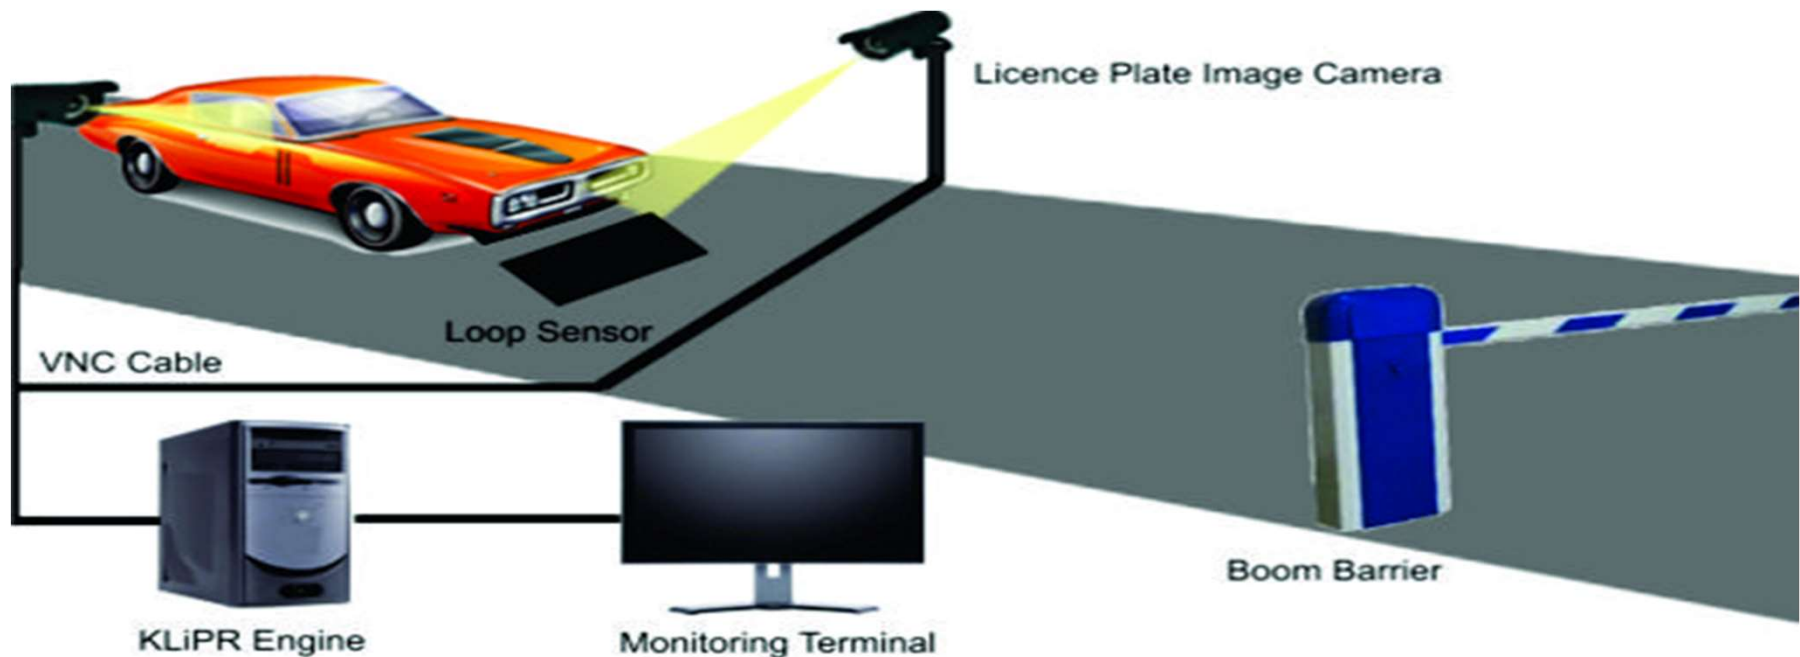 Licence Plate Image Camera
Loop Sensor
VNC Cable
Boom Barrier
KLiPR Engine
Monitoring Terminal